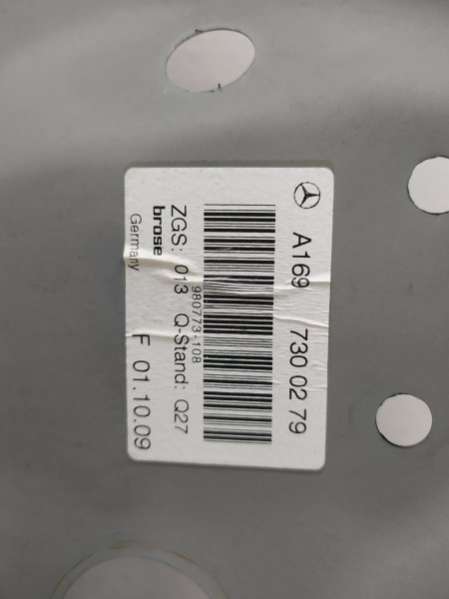 A169 730 02 79
980773-108
ZGS: 013 Q-Stand: Q27
brose
Germany F 01.10.09